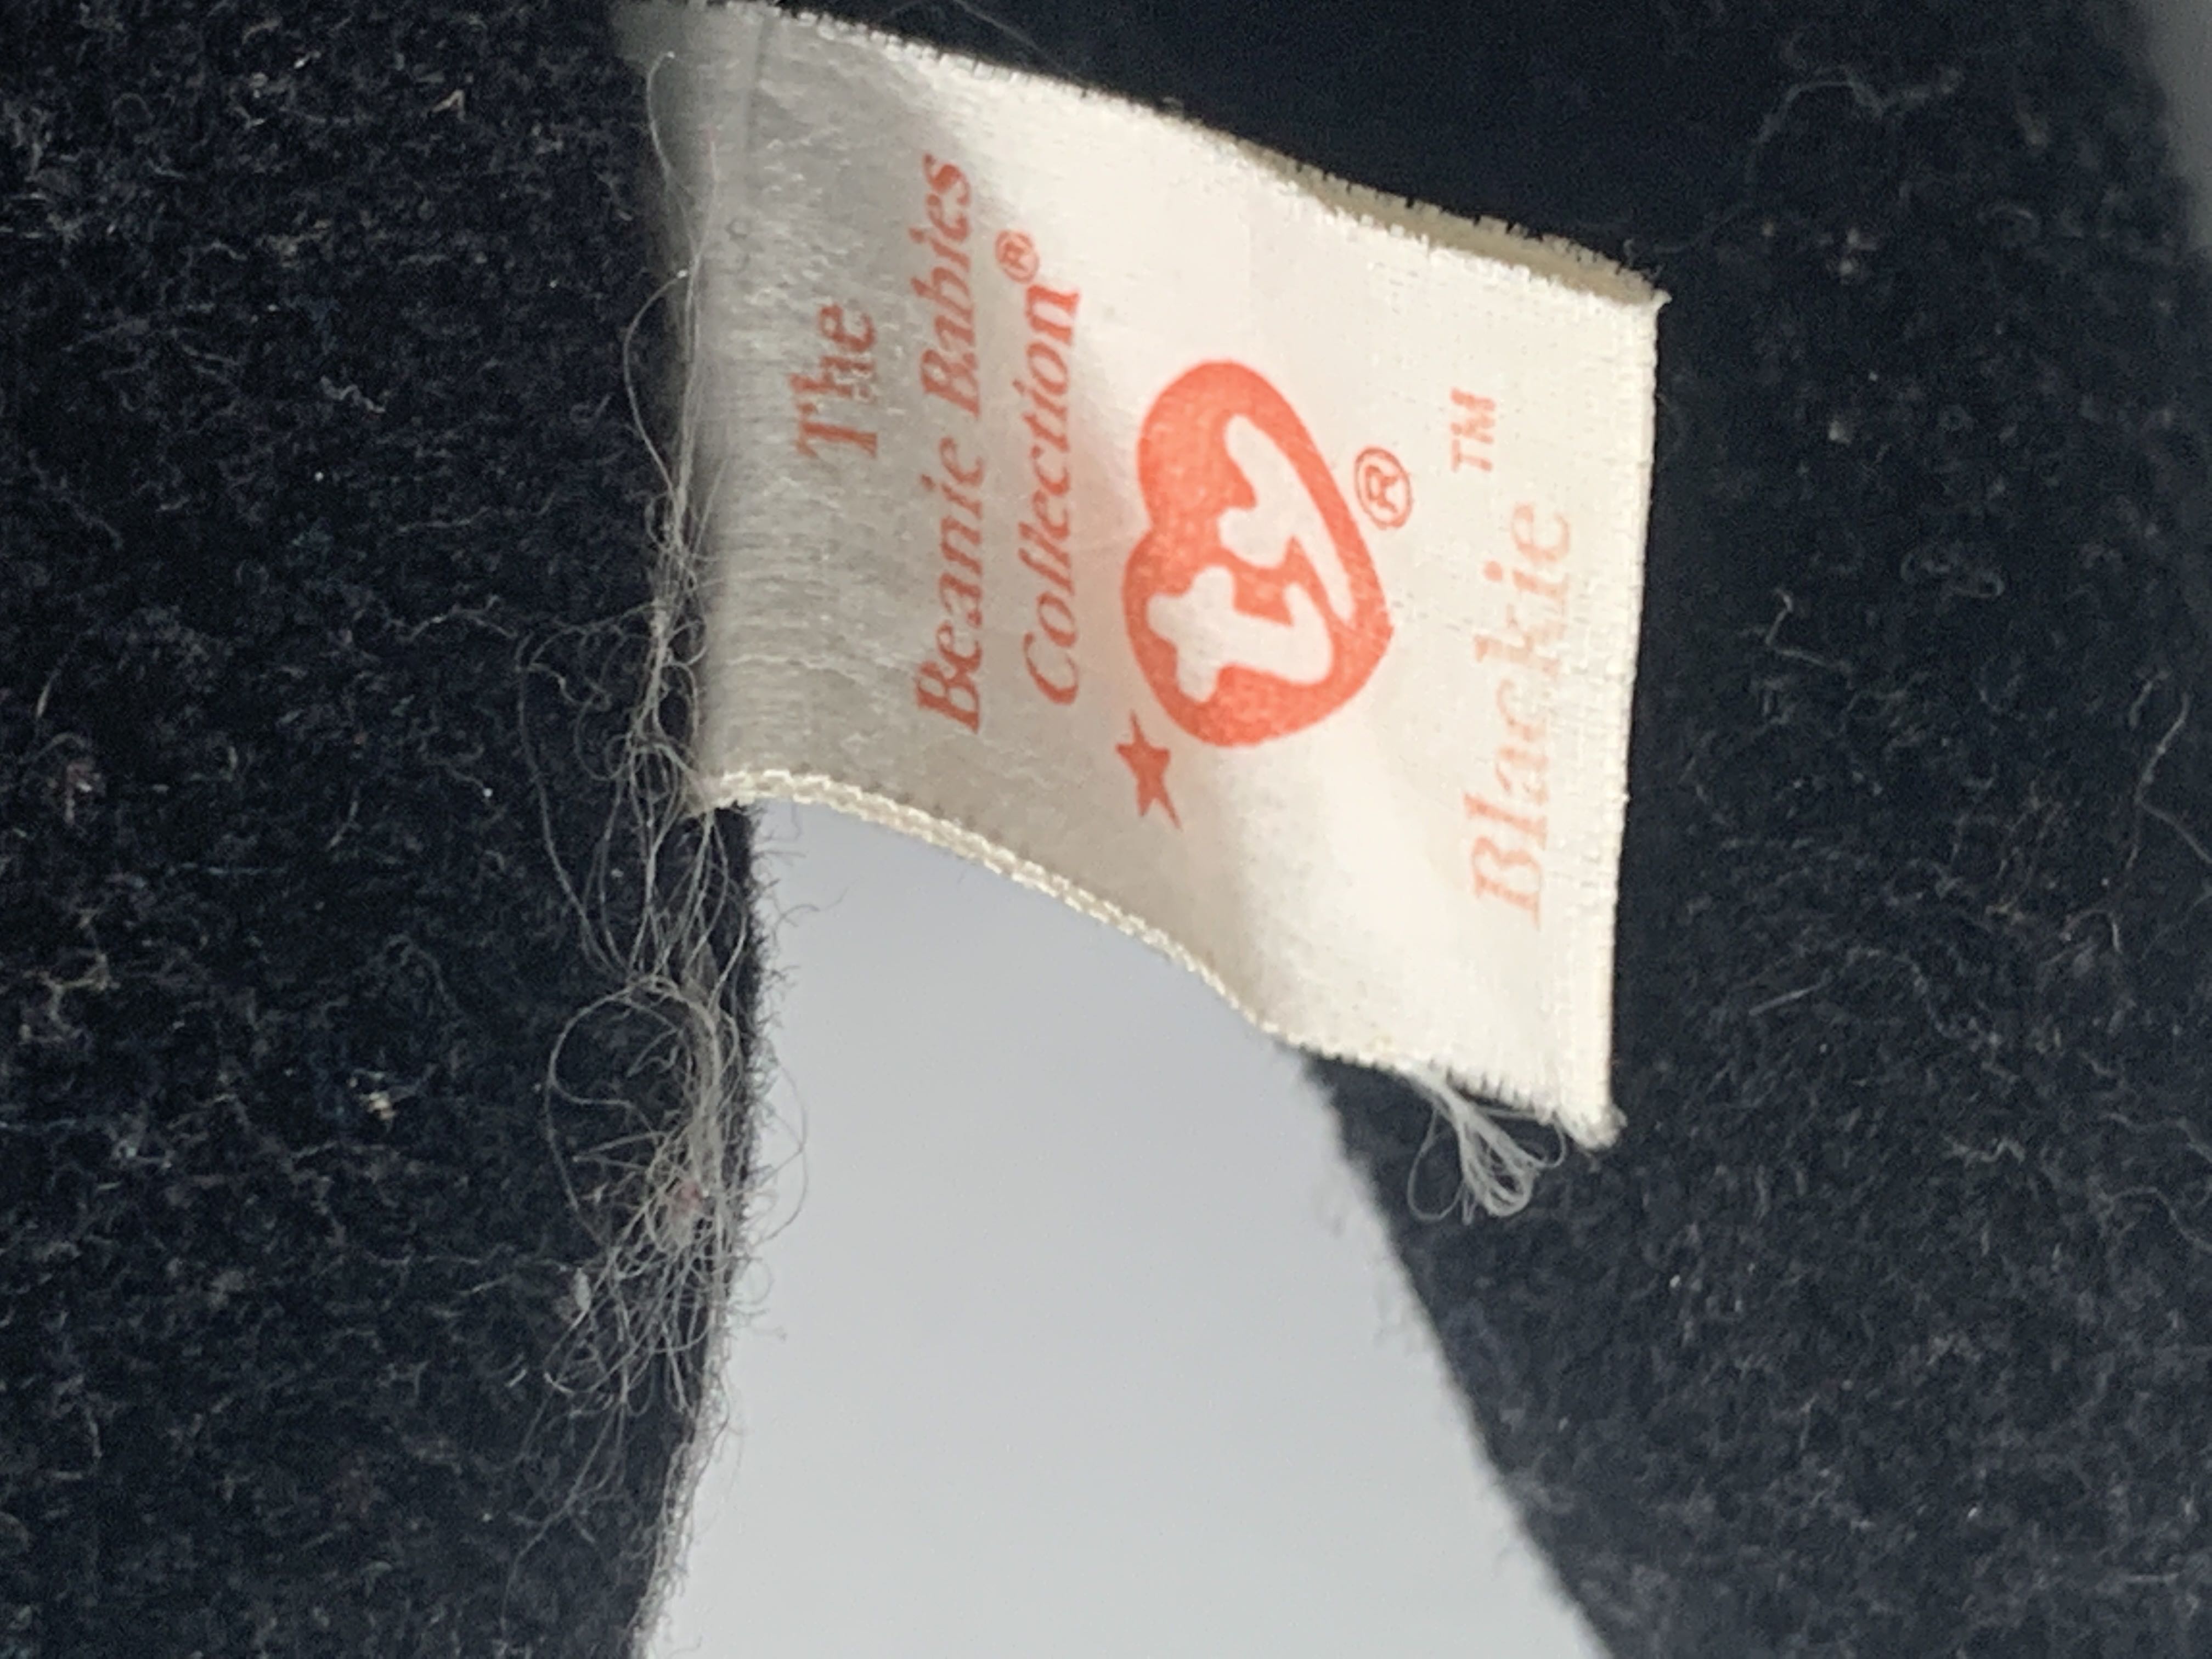 The
Beanie Babies
Collection®
ty®
Blackie™